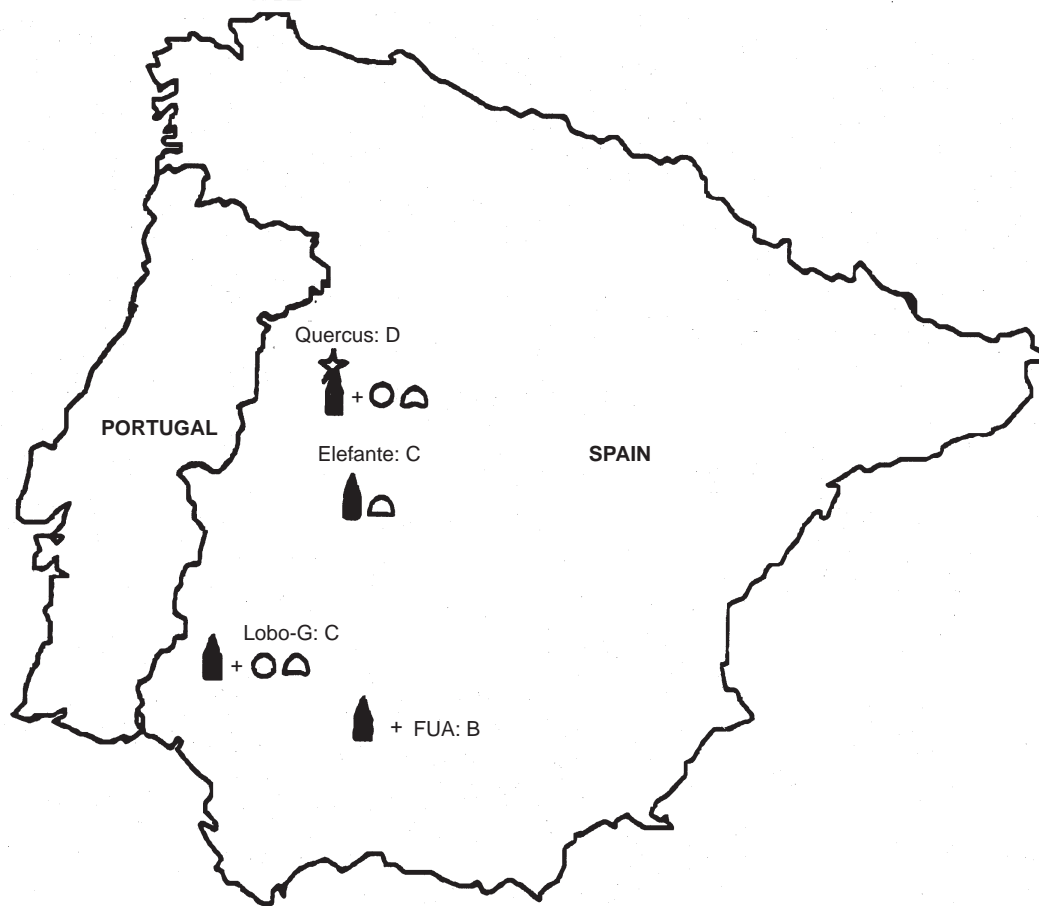 Quercus: D
+
PORTUGAL
Elefante: C
SPAIN
Lobo-G: C
+
+ FUA: B